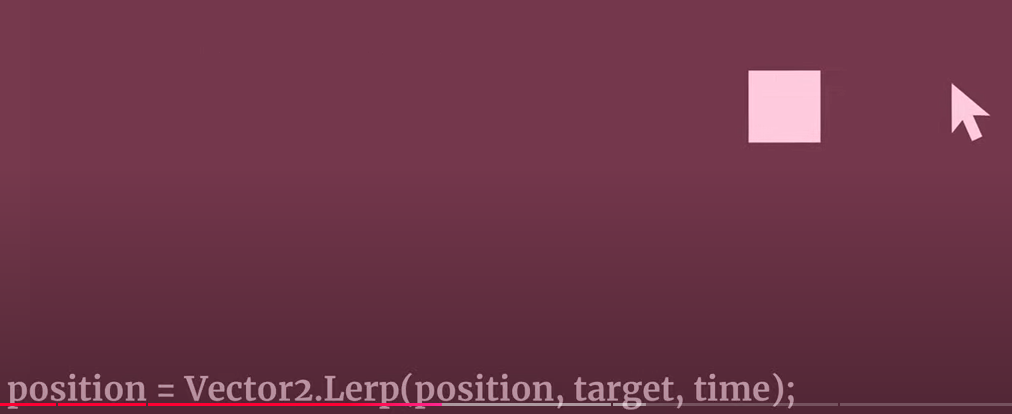 position = Vector2.Lerp(position, target, time);